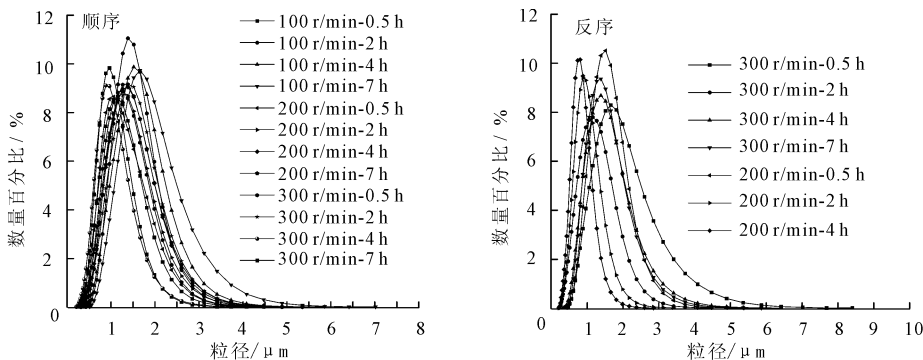 顺序
12
10
8
6
4
2
0
数量百分比/%
1 2 3 4 5 6 7 8
粒径/μm
100 r/min-0.5 h
100 r/min-2 h
100 r/min-4 h
100 r/min-7 h
200 r/min-0.5 h
200 r/min-2 h
200 r/min-4 h
200 r/min-7 h
300 r/min-0.5 h
300 r/min-2 h
300 r/min-4 h
300 r/min-7 h
反序
12
10
8
6
4
2
0
数量百分比/%
0 1 2 3 4 5 6 7 8 9 10
粒径/μm
300 r/min-0.5 h
300 r/min-2 h
300 r/min-4 h
300 r/min-7 h
200 r/min-0.5 h
200 r/min-2 h
200 r/min-4 h